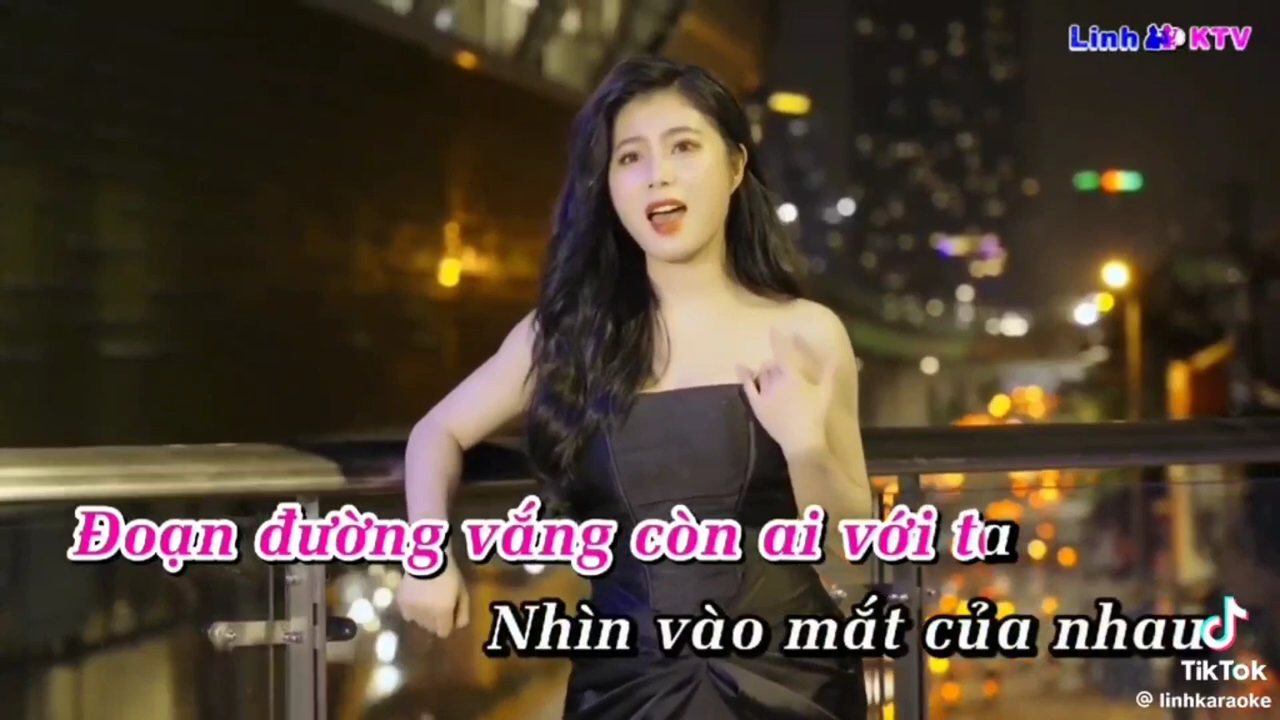 Linh KTV
Đoạn đường vắng còn ai với ta
Nhìn vào mắt của nhau
TikTok
@ linhkaraoke